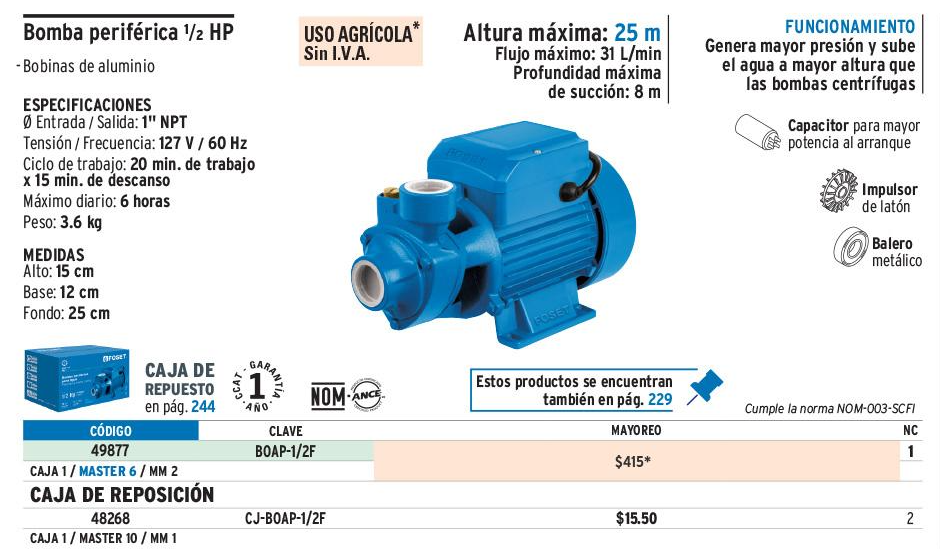 Bomba periférica 1/2 HP
- Bobinas de aluminio
ESPECIFICACIONES
Ø Entrada / Salida: 1" NPT
Tensión / Frecuencia: 127 V / 60 Hz
Ciclo de trabajo: 20 min. de trabajo
x 15 min. de descanso
Máximo diario: 6 horas
Peso: 3.6 kg
MEDIDAS
Alto: 15 cm
Base: 12 cm
Fondo: 25 cm
USO AGRÍCOLA*
Sin I.V.A.
Altura máxima: 25 m
Flujo máximo: 31 L/min
Profundidad máxima
de succión: 8 m
FUNCIONAMIENTO
Genera mayor presión y sube
el agua a mayor altura que
las bombas centrífugas
Capacitor para mayor
potencia al arranque
Impulsor
de latón
Balero
metálico
FOSET
FOSET
FOSET
CAJA DE
REPUESTO
en pág. 244
CCAT - GARANTÍA
1
AÑO
NOM-ANCE
Estos productos se encuentran
también en pág. 229
Cumple la norma NOM-003-SCFI
CÓDIGO CLAVE MAYOREO NC
49877 BOAP-1/2F $415* 1
CAJA 1 / MASTER 6 / MM 2
CAJA DE REPOSICIÓN
48268 CJ-BOAP-1/2F $15.50 2
CAJA 1 / MASTER 10 / MM 1